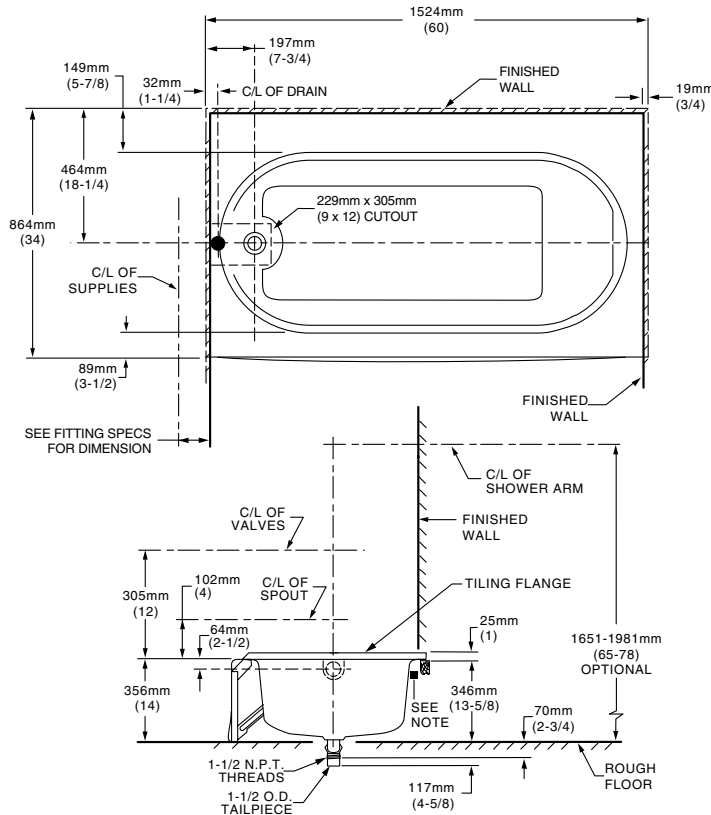 1524mm
(60)
197mm
(7-3/4)
149mm
(5-7/8)
32mm
(1-1/4)
C/L OF DRAIN
FINISHED
WALL
19mm
(3/4)
464mm
(18-1/4)
864mm
(34)
229mm x 305mm
(9 x 12) CUTOUT
C/L OF
SUPPLIES
89mm
(3-1/2)
FINISHED
WALL
SEE FITTING SPECS
FOR DIMENSION
C/L OF
SHOWER ARM
C/L OF
VALVES
FINISHED
WALL
102mm
(4)
C/L OF
SPOUT
TILING FLANGE
305mm
(12)
25mm
(1)
64mm
(2-1/2)
1651-1981mm
(65-78)
OPTIONAL
356mm
(14)
SEE
NOTE
346mm
(13-5/8)
70mm
(2-3/4)
1-1/2 N.P.T.
THREADS
ROUGH
FLOOR
1-1/2 O.D.
TAILPIECE
117mm
(4-5/8)